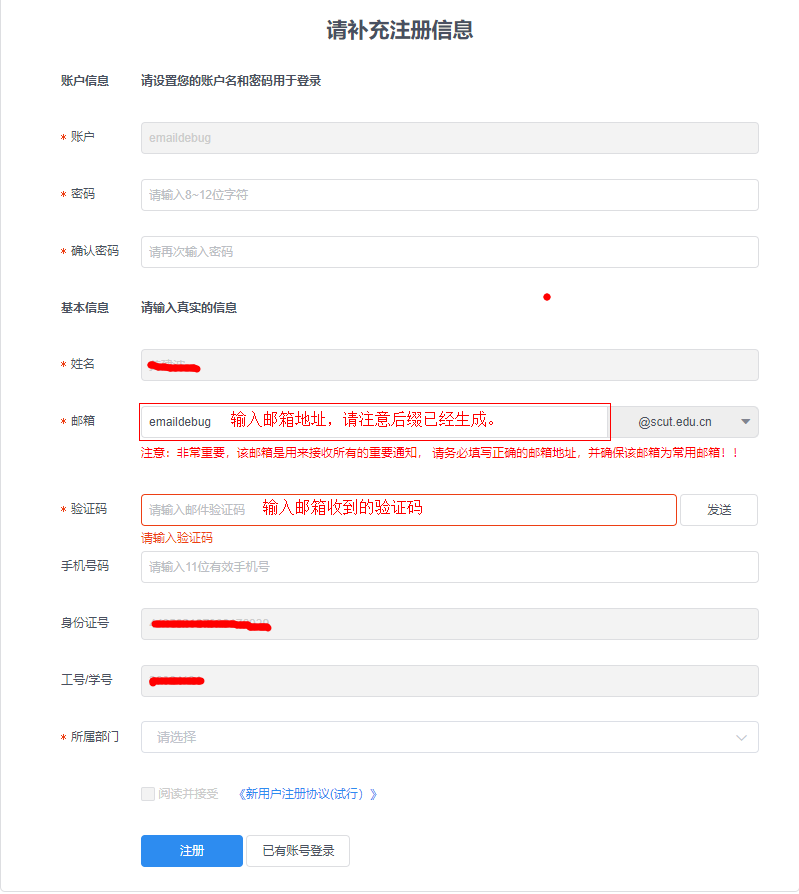 请补充注册信息
账户信息 请设置您的账户名和密码用于登录
* 账户 emaildebug
* 密码 请输入8~12位字符
* 确认密码 请再次输入密码
基本信息 请输入真实的信息
* 姓名
* 邮箱 emaildebug 输入邮箱地址，请注意后缀已经生成。 @scut.edu.cn
注意：非常重要，该邮箱是用来接收所有的重要通知， 请务必填写正确的邮箱地址，并确保该邮箱为常用邮箱！！
* 验证码 请输入邮件验证码 输入邮箱收到的验证码 发送
请输入验证码
手机号码 请输入11位有效手机号
身份证号
工号/学号
* 所属部门 请选择
阅读并接受 《新用户注册协议(试行）》
注册 已有账号登录